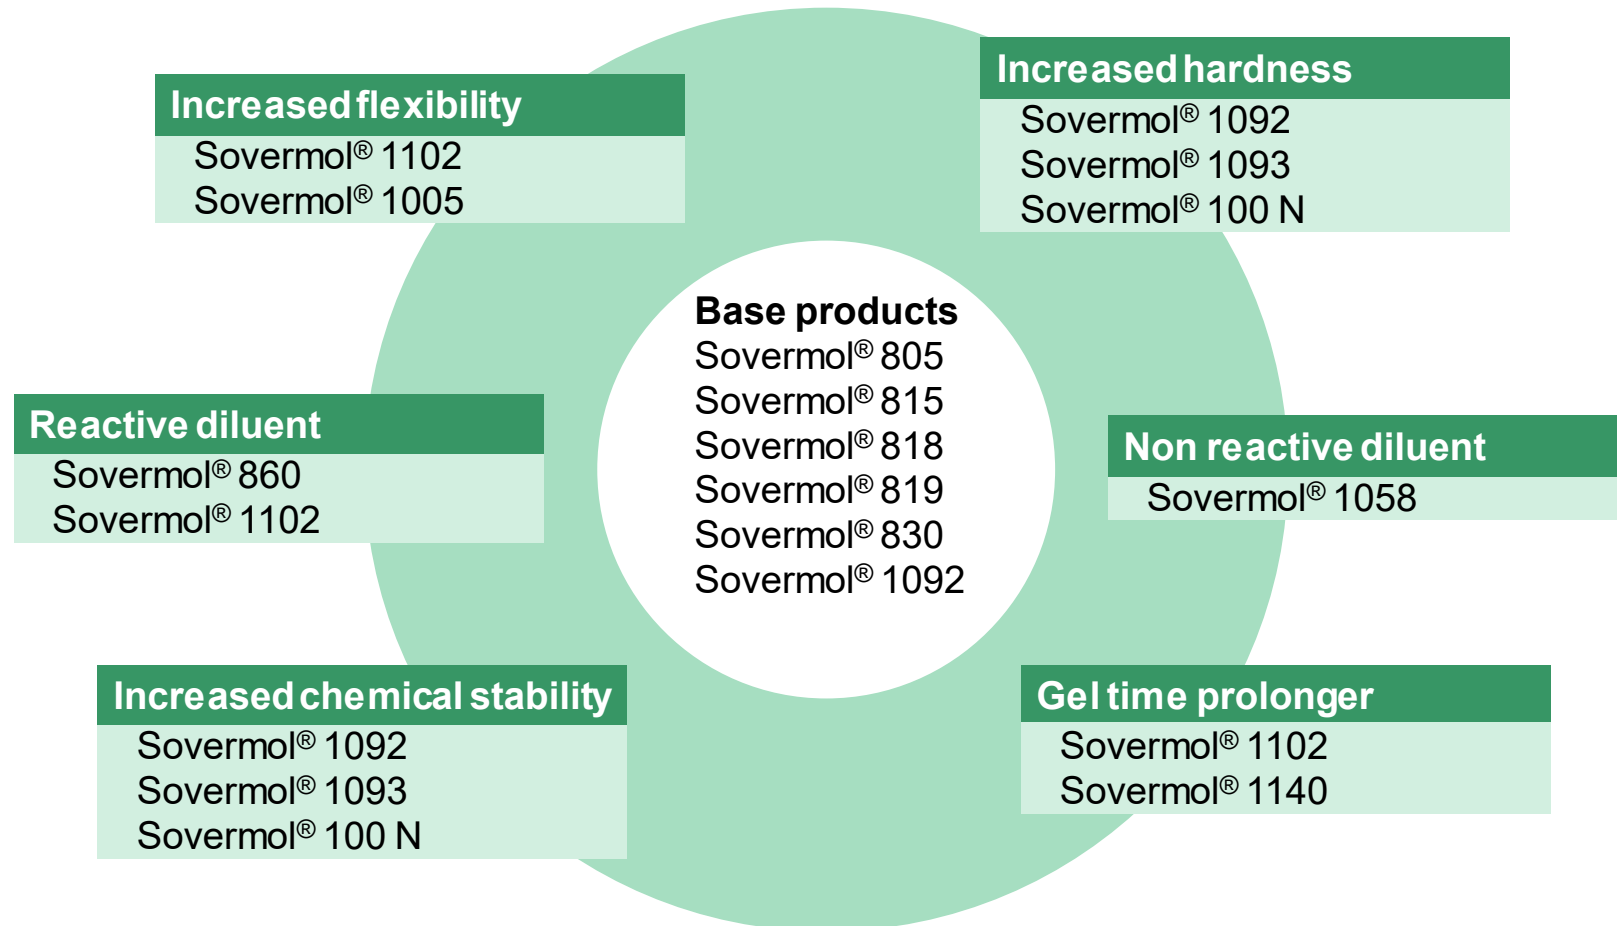 Increased flexibility
Sovermol® 1102
Sovermol® 1005
Increased hardness
Sovermol® 1092
Sovermol® 1093
Sovermol® 100 N
Base products
Sovermol® 805
Sovermol® 815
Sovermol® 818
Sovermol® 819
Sovermol® 830
Sovermol® 1092
Reactive diluent
Sovermol® 860
Sovermol® 1102
Non reactive diluent
Sovermol® 1058
Increased chemical stability
Sovermol® 1092
Sovermol® 1093
Sovermol® 100 N
Gel time prolonger
Sovermol® 1102
Sovermol® 1140